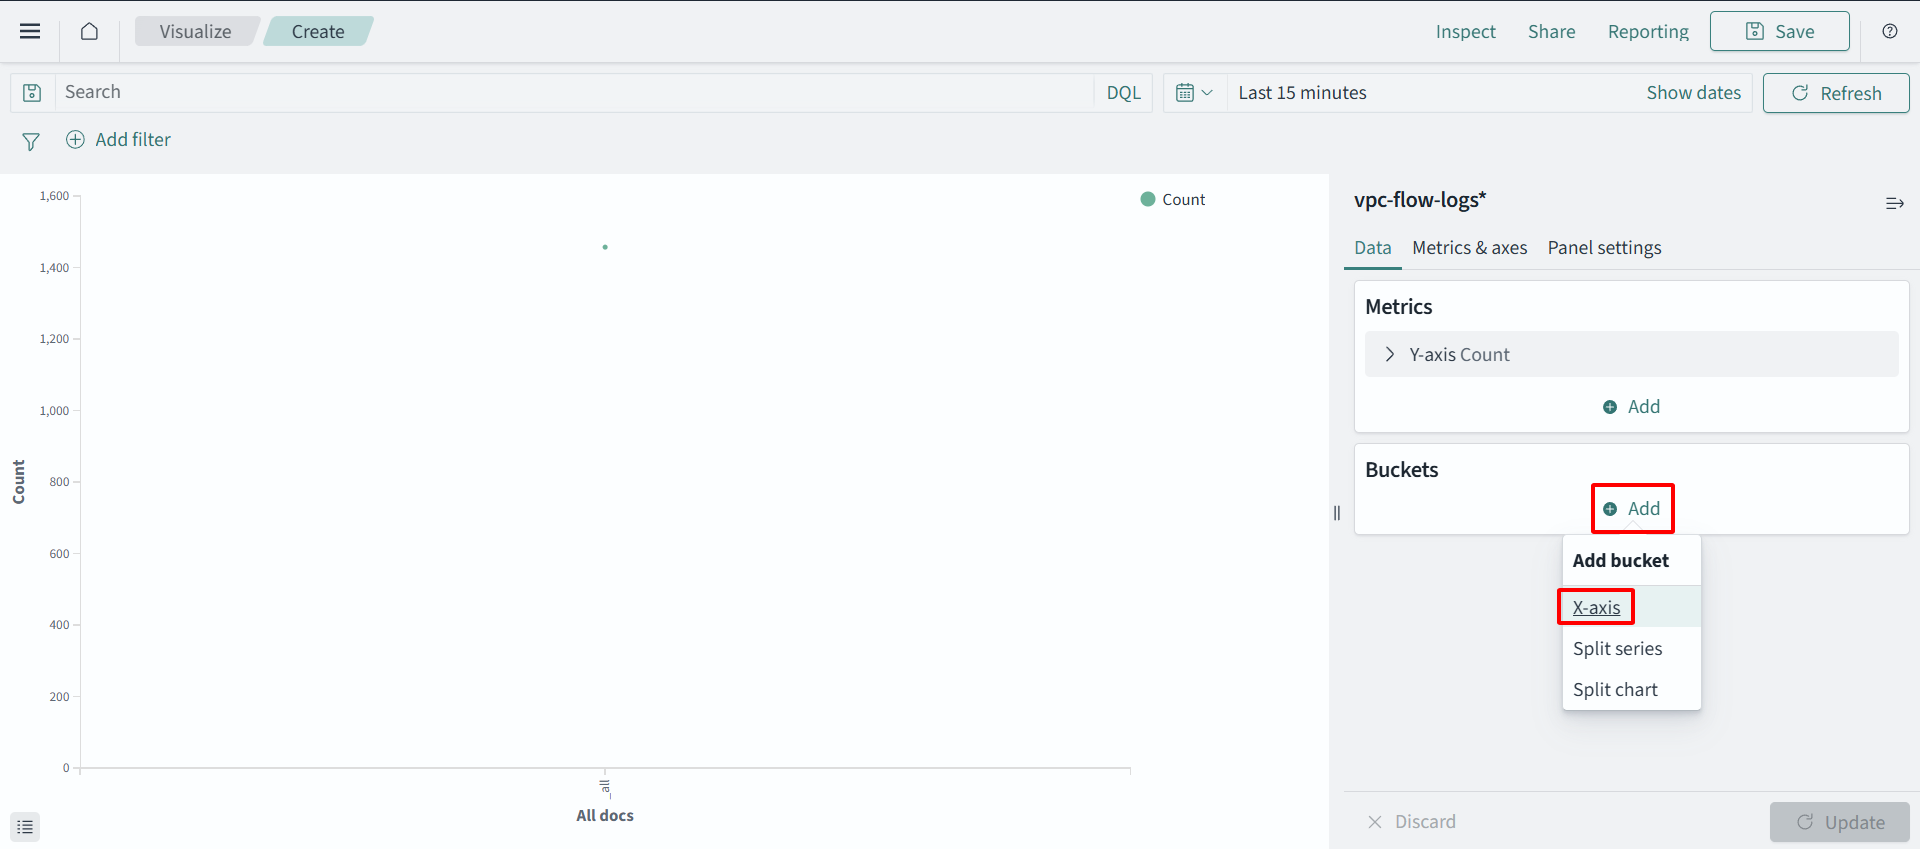 Visualize Create Inspect Share Reporting Save
Search DQL Last 15 minutes Show dates Refresh
Add filter
1,600
1,400
1,200
1,000
800
600
400
200
0
Count
_all
All docs
Count
vpc-flow-logs*
Data Metrics & axes Panel settings
Metrics
Y-axis Count
Add
Buckets
Add
Add bucket
X-axis
Split series
Split chart
Discard Update